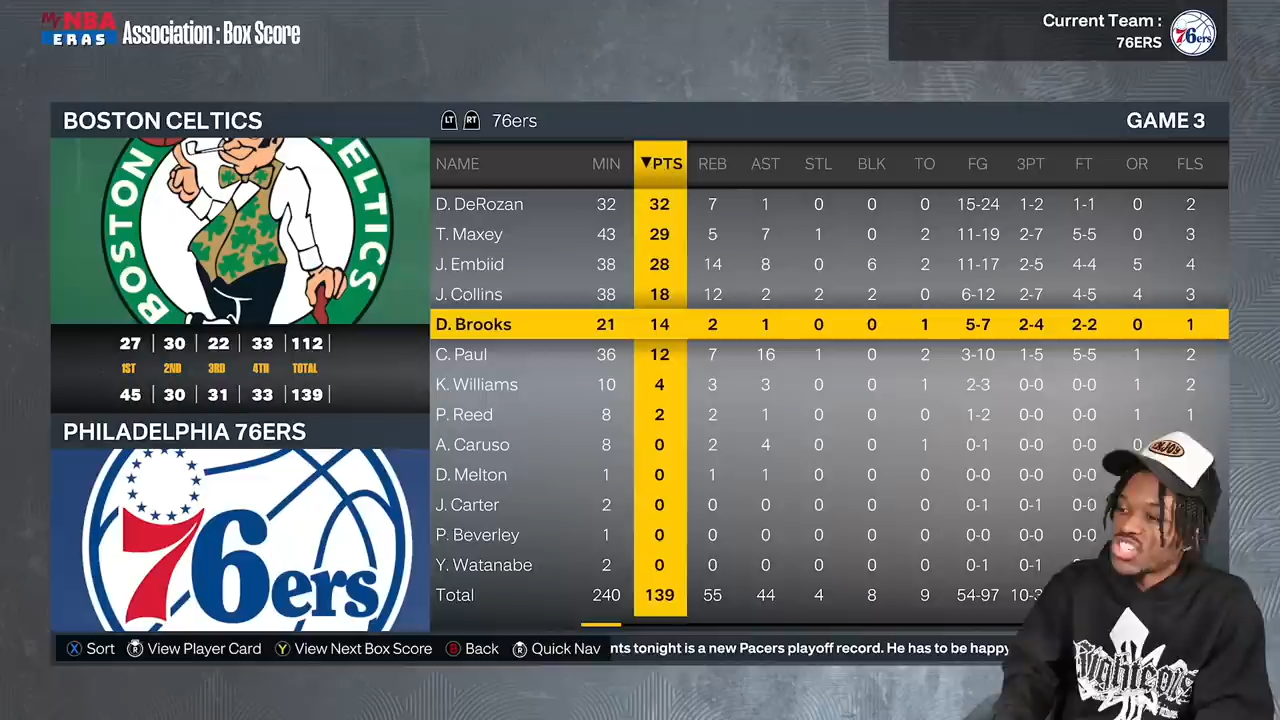 My NBA
ERAS
Association : Box Score
Current Team :
76ERS
76ers
BOSTON CELTICS
LT RT 76ers
GAME 3
BOSTON CELTICS
NAME MIN ▼PTS REB AST STL BLK TO FG 3PT FT OR FLS
D. DeRozan 32 32 7 1 0 0 0 15-24 1-2 1-1 0 2
T. Maxey 43 29 5 7 1 0 2 11-19 2-7 5-5 0 3
J. Embiid 38 28 14 8 0 6 2 11-17 2-5 4-4 5 4
J. Collins 38 18 12 2 2 2 0 6-12 2-7 4-5 4 3
D. Brooks 21 14 2 1 0 0 1 5-7 2-4 2-2 0 1
C. Paul 36 12 7 16 1 0 2 3-10 1-5 5-5 1 2
K. Williams 10 4 3 3 0 0 1 2-3 0-0 0-0 1 2
P. Reed 8 2 2 1 0 0 0 1-2 0-0 0-0 1 1
A. Caruso 8 0 2 4 0 0 1 0-1 0-0 0-0 0
D. Melton 1 0 1 1 0 0 0 0-0 0-0 0-0
J. Carter 2 0 0 0 0 0 0 0-1 0-1 0-0
P. Beverley 1 0 0 0 0 0 0 0-0 0-0 0-0
Y. Watanabe 2 0 0 0 0 0 0 0-1 0-1
Total 240 139 55 44 4 8 9 54-97
27 30 22 33 112
1ST 2ND 3RD 4TH TOTAL
45 30 31 33 139
PHILADELPHIA 76ERS
76ers
X Sort R View Player Card Y View Next Box Score B Back R Quick Nav
nts tonight is a new Pacers playoff record. He has to be happy
ENJOY
Righteous